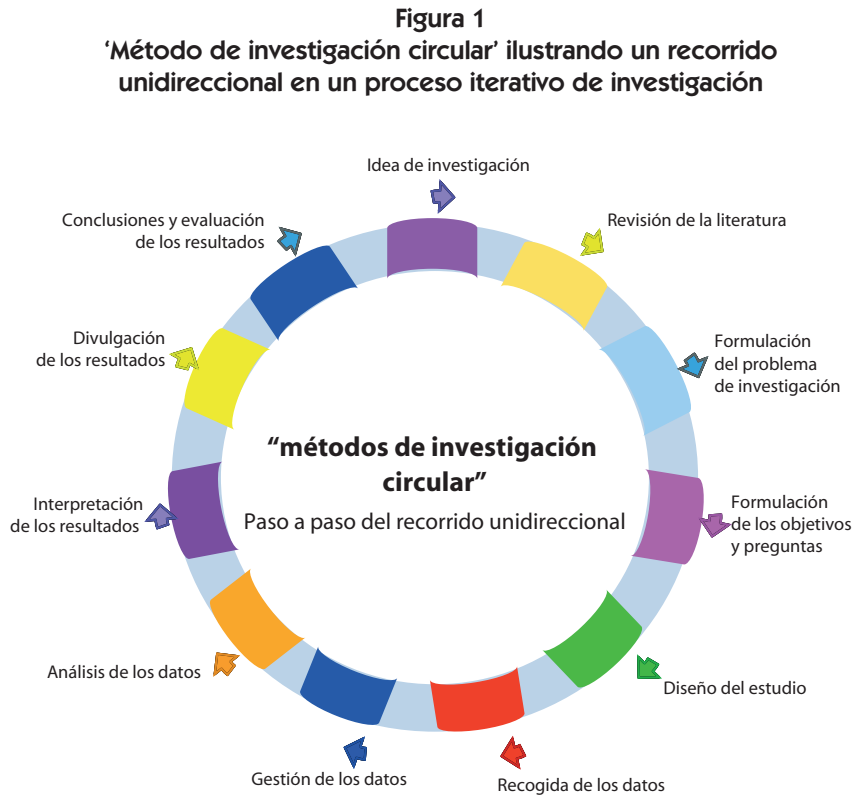 Figura 1
‘Método de investigación circular’ ilustrando un recorrido
unidireccional en un proceso iterativo de investigación
Idea de investigación
Revisión de la literatura
Formulación
del problema
de investigación
Formulación
de los objetivos
y preguntas
Diseño del estudio
Recogida de los datos
Gestión de los datos
Análisis de los datos
Interpretación
de los resultados
Divulgación
de los resultados
Conclusiones y evaluación
de los resultados
“métodos de investigación
circular”
Paso a paso del recorrido unidireccional